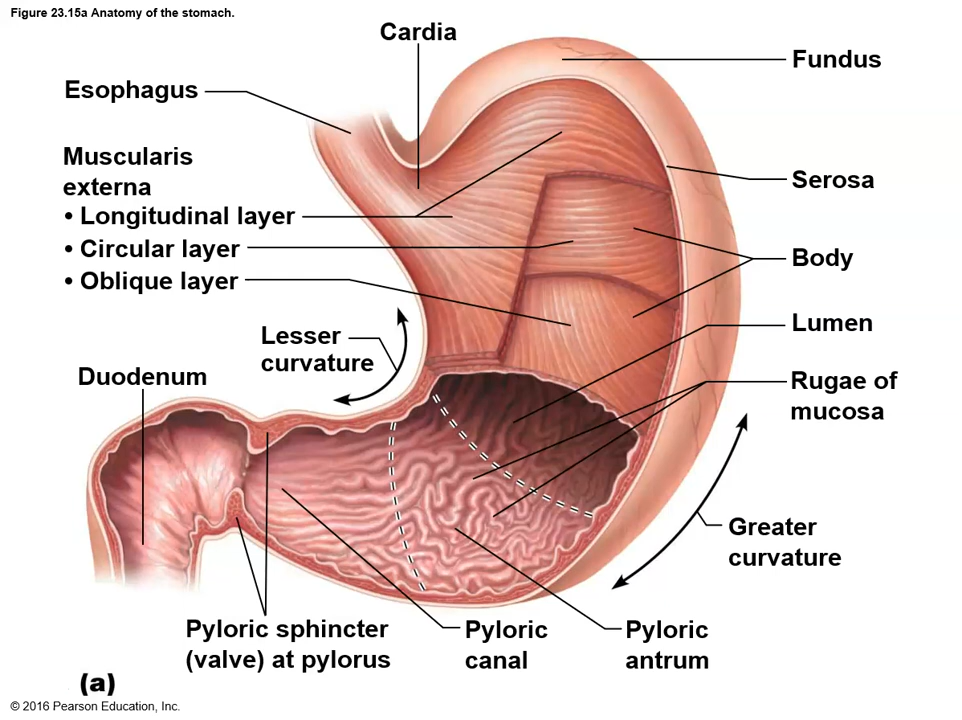 Figure 23.15a Anatomy of the stomach.
Cardia
Fundus
Esophagus
Muscularis
externa
• Longitudinal layer
• Circular layer
• Oblique layer
Serosa
Body
Lesser
curvature
Lumen
Duodenum
Rugae of
mucosa
Greater
curvature
Pyloric sphincter
(valve) at pylorus
Pyloric
canal
Pyloric
antrum
(a)
© 2016 Pearson Education, Inc.